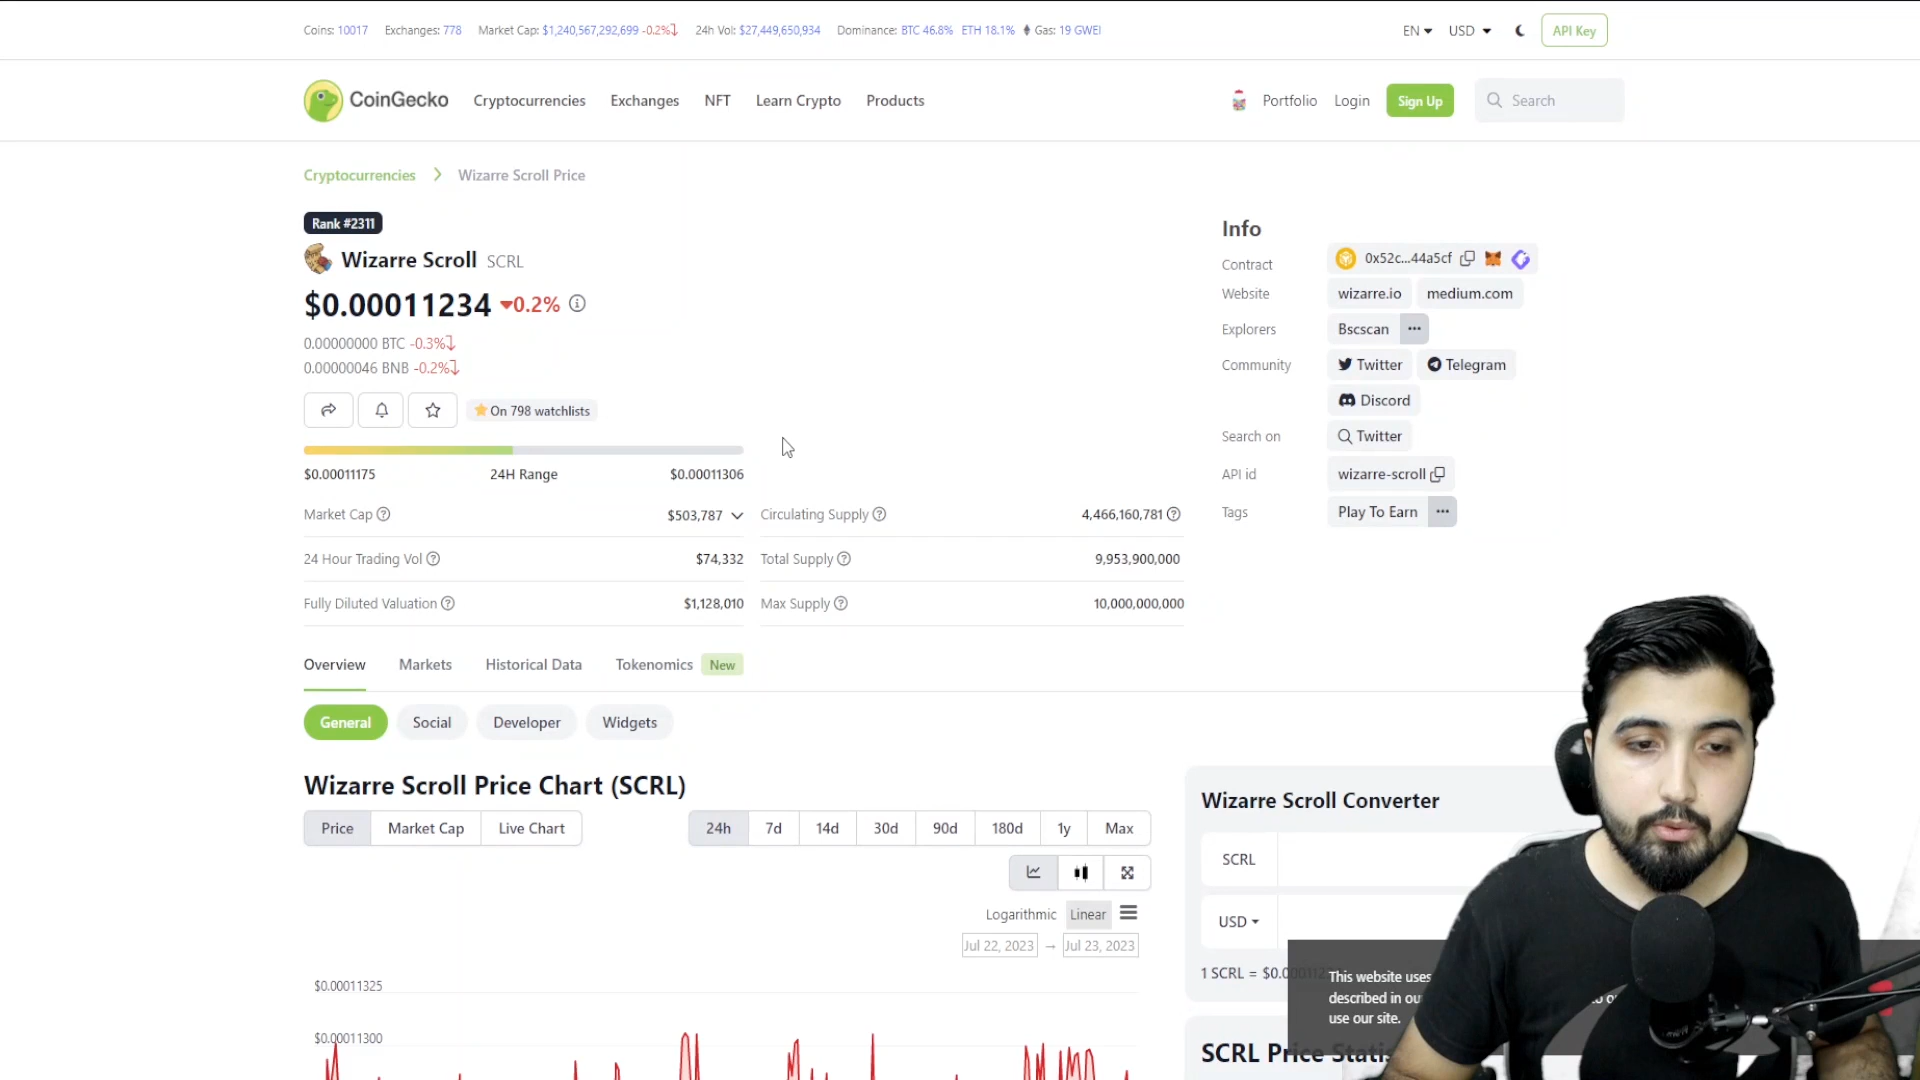 Coins: 10017 Exchanges: 778 Market Cap: $1,240,567,292,699 -0.2% 24h Vol: $27,449,650,934 Dominance: BTC 46.8% ETH 18.1% Gas: 19 GWEI EN USD API Key
CoinGecko Cryptocurrencies Exchanges NFT Learn Crypto Products Portfolio Login Sign Up Search
Cryptocurrencies Wizarre Scroll Price
Rank #2311
Wizarre Scroll SCRL
$0.00011234 0.2%
0.00000000 BTC -0.3%
0.00000046 BNB -0.2%
On 798 watchlists
$0.00011175 24H Range $0.00011306
Market Cap $503,787
24 Hour Trading Vol $74,332
Fully Diluted Valuation $1,128,010
Circulating Supply 4,466,160,781
Total Supply 9,953,900,000
Max Supply 10,000,000,000
Info
Contract 0x52c...44a5cf
Website wizarre.io medium.com
Explorers Bscscan ...
Community Twitter Telegram
Discord
Search on Twitter
API id wizarre-scroll
Tags Play To Earn ...
Overview Markets Historical Data Tokenomics New
General Social Developer Widgets
Wizarre Scroll Price Chart (SCRL)
Price Market Cap Live Chart 24h 7d 14d 30d 90d 180d 1y Max
Logarithmic Linear
Jul 22, 2023 → Jul 23, 2023
$0.00011325
$0.00011300
Wizarre Scroll Converter
SCRL
USD
1 SCRL =
This website uses
described in
use our site.
SCRL Price